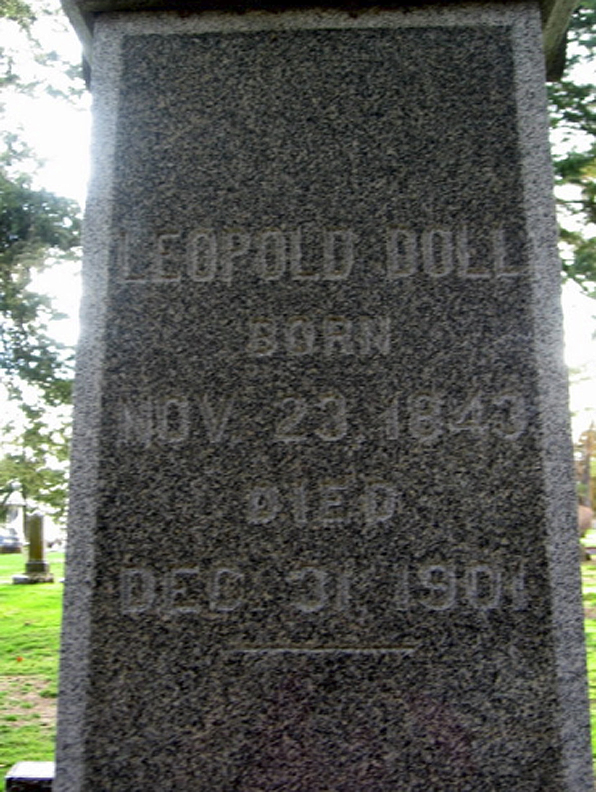 LEOPOLD DOLL
BORN
NOV. 23, 1843
DIED
DEC. 31, 1901